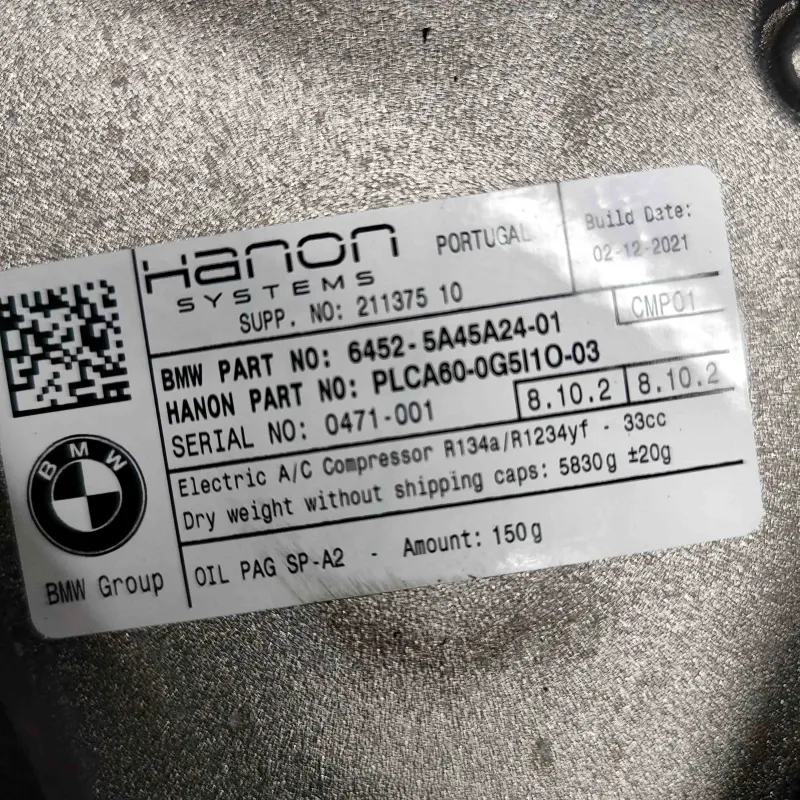 Hanon
SYSTEMS
PORTUGAL
Build Date:
02-12-2021
SUPP. NO: 211375 10
CMP01
BMW PART NO: 6452-5A45A24-01
HANON PART NO: PLCA60-0G5I1O-03
SERIAL NO: 0471-001
8.10.2
8.10.2
Electric A/C Compressor R134a/R1234yf - 33cc
Dry weight without shipping caps: 5830g ±20g
OIL PAG SP-A2 - Amount: 150g
BMW
BMW Group